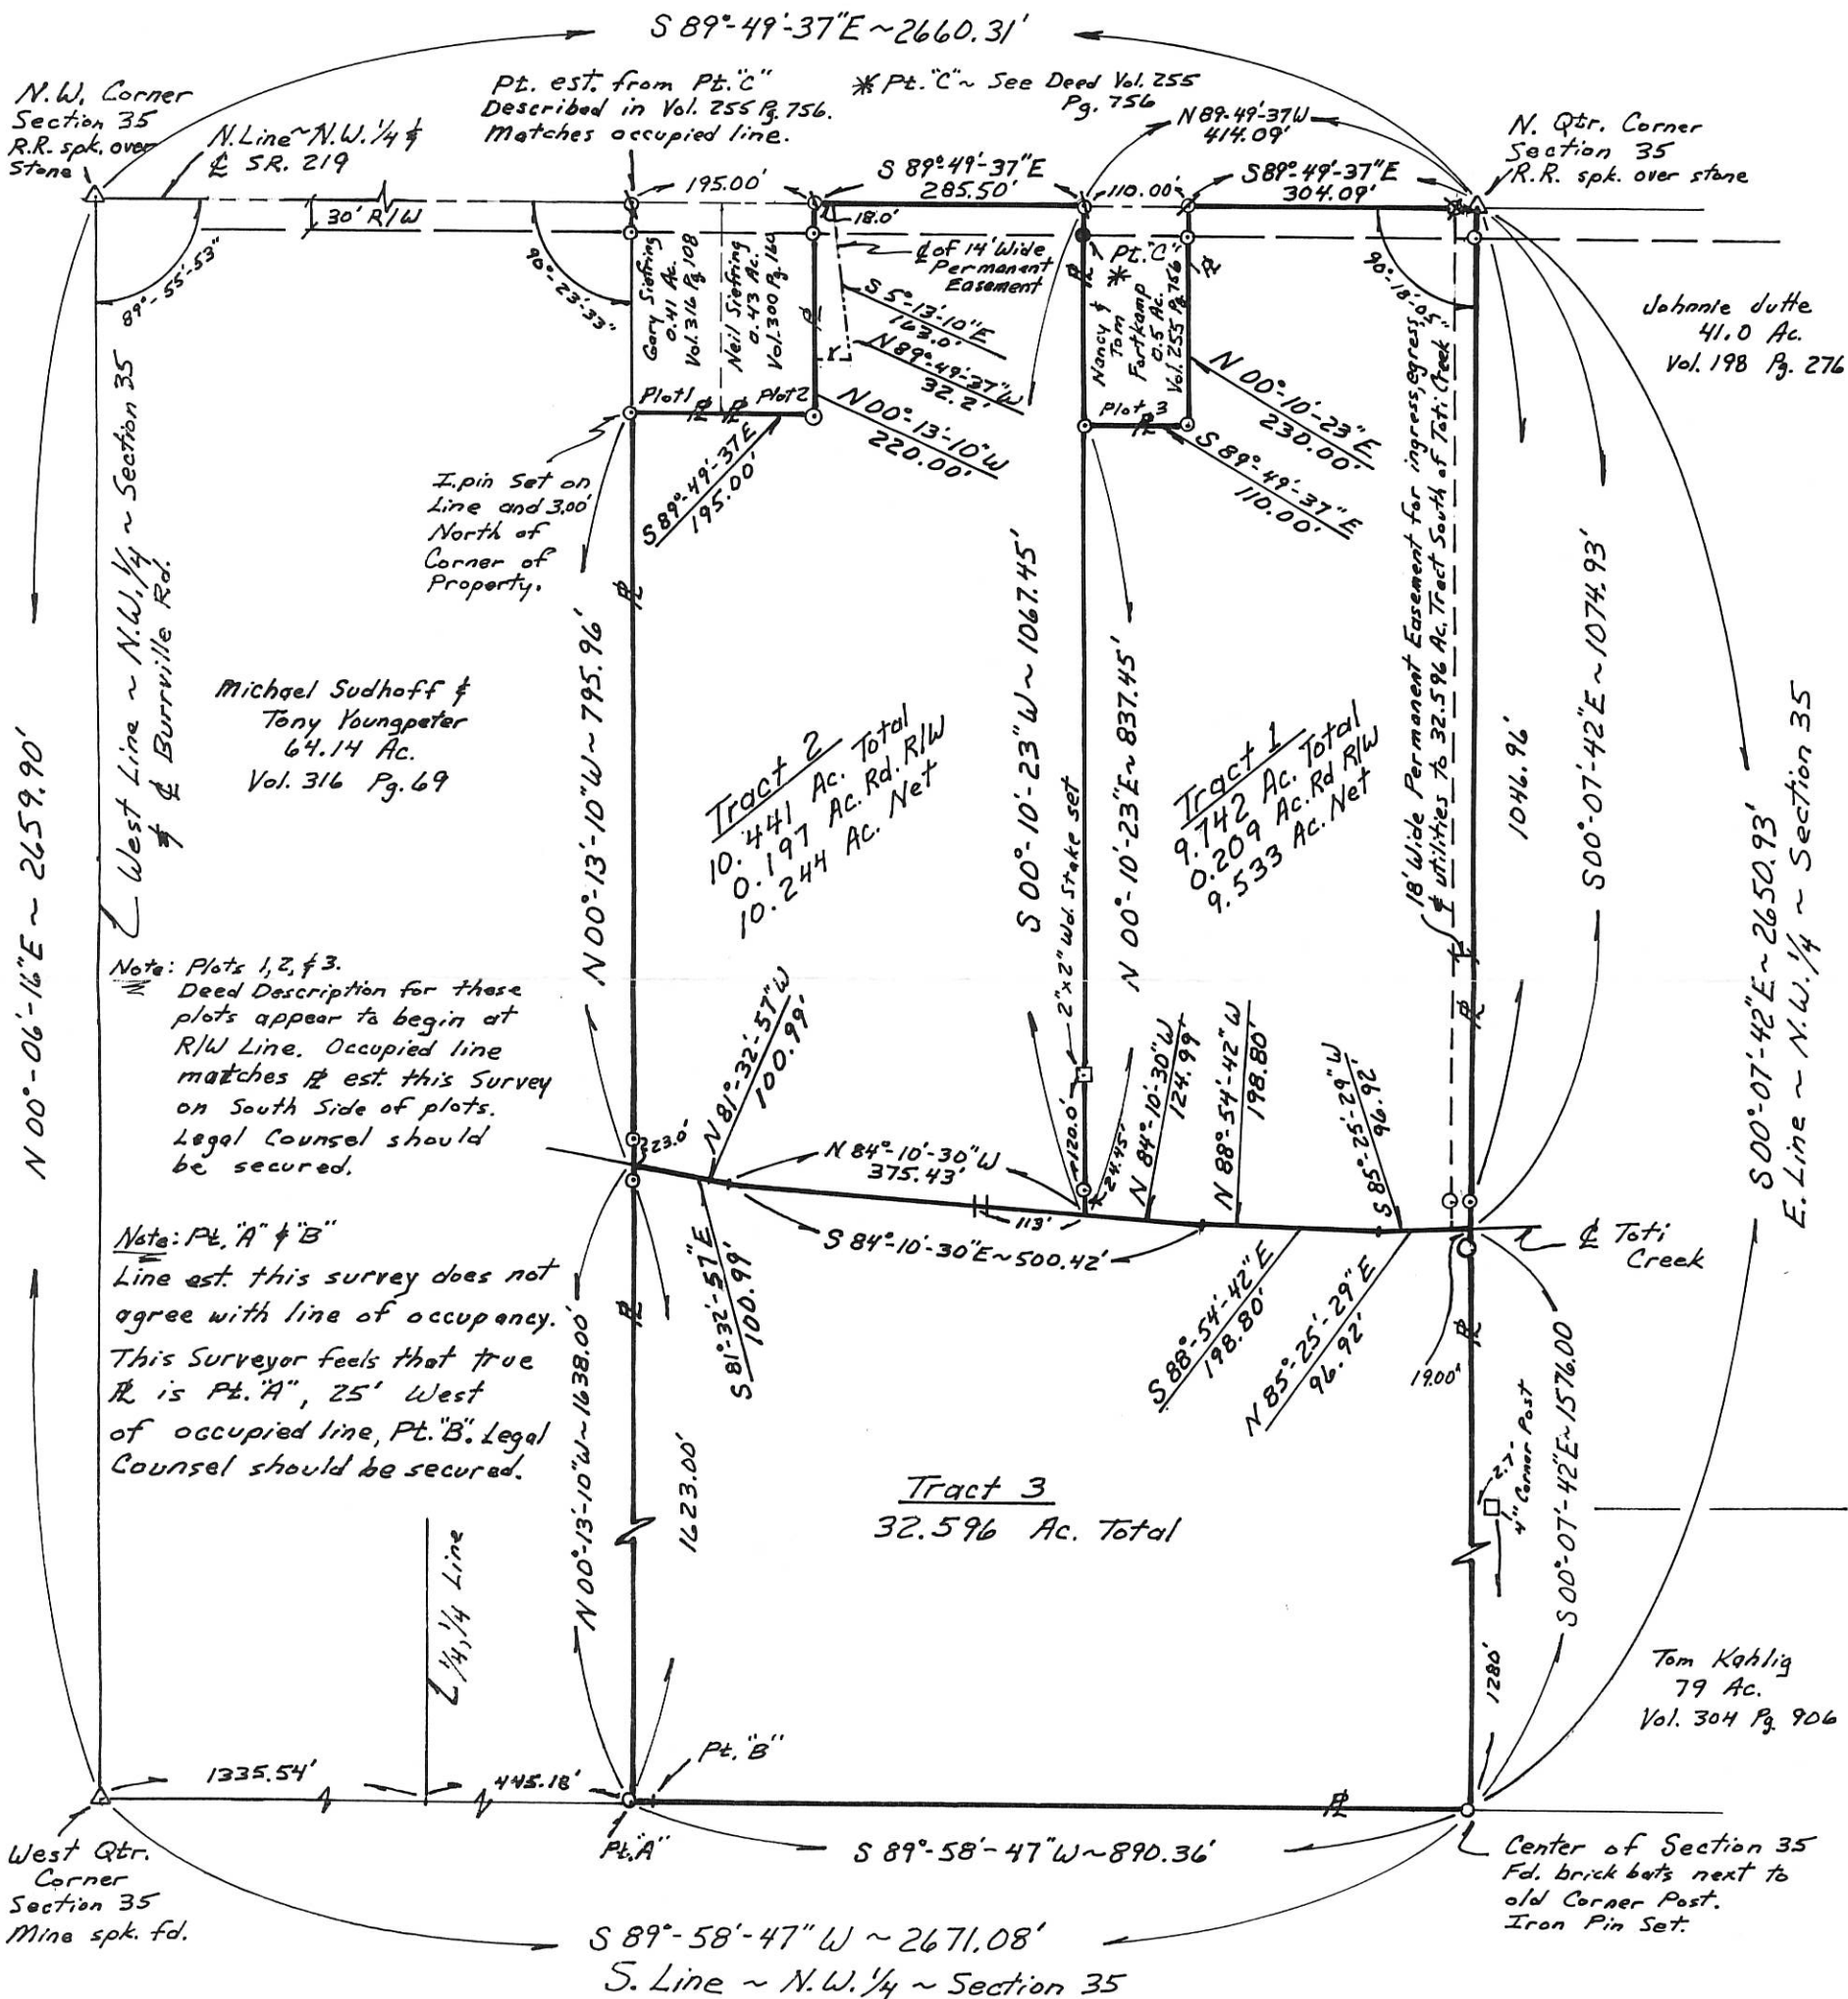 S 89°-49'-37"E ~ 2660.31'
N.W. Corner
Section 35
R.R. spk. over
Stone
N. Line ~ N.W. 1/4 &
℄ SR. 219
Pt. est. from Pt. "C"
Described in Vol. 255 Pg. 756.
Matches occupied line.
* Pt. "C" ~ See Deed Vol. 255
Pg. 756
N 89-49'-37W
414.09'
N. Qtr. Corner
Section 35
R.R. spk. over stone
195.00'
S 89°-49'-37"E
285.50'
110.00'
S89°-49'-37"E
304.09'
30' R/W
18.0'
89°-55'-53"
90°-23'-33"
90°-18'-05"
Gary Siefring
0.41 Ac.
Vol. 316 Pg. 108
Neil Siefring
0.43 Ac.
Vol. 300 Pg. 160
Plot 1
℄ of 14' Wide
Permanent
Easement
S 5°-13'-10"E
163.0'
N 89°-49'-37"W
32.2'
Plot 2
N 00°-13'-10"W
220.00'
S 89°-49'-37E
195.00'
Pt. "C"
*
Nancy &
Tom
Fortkamp
0.5 Ac.
Vol. 255 Pg. 756
Plot 3
N 00°-10'-23"E
230.00'
S 89°-49'-37"E
110.00'
Johnnie Jutte
41.0 Ac.
Vol. 198 Pg. 276
I.pin Set on
Line and 3.00'
North of
Corner of
Property.
West Line ~ N.W. 1/4 ~ Section 35
& ℄ Burrville Rd.
N 00°-06'-16"E ~ 2659.90'
Michael Sudhoff &
Tony Youngpeter
64.14 Ac.
Vol. 316 Pg. 69
N 00°-13'-10"W ~ 795.96'
Tract 2
10.441 Ac. Total
0.197 Ac. Rd. R/W
10.244 Ac. Net
S 00°-10'-23"W ~ 1067.45'
N 00°-10'-23"E ~ 837.45'
2"x2" Wd. Stake set
Tract 1
9.742 Ac. Total
0.209 Ac. Rd R/W
9.533 Ac. Net
18' Wide Permanent Easement for ingress, egress,
& utilities to 32.596 Ac. Tract South of Toti Creek
1046.96'
S00°-07'-42"E ~ 1074.93'
S00°-07'-42"E ~ 2650.93'
E. Line ~ N.W. 1/4 ~ Section 35
Note: Plots 1, 2, & 3.
Deed Description for these
plots appear to begin at
R/W Line. Occupied line
matches ℞ est. this Survey
on South Side of plots.
Legal Counsel should
be secured.
23.0'
N 81°-32'-57"W
100.99'
N 84°-10'-30"W
375.43'
120.0'
24.45'
N 84°-10'-30"W
124.99'
N 88°-54'-42"W
198.80'
S 85°-25'-29"W
96.92'
113'
S 84°-10'-30"E ~ 500.42'
S 81°-32'-57"E
100.99'
S 88°-54'-42"E
198.80'
N 85°-25'-29"E
96.92'
℄ Toti
Creek
19.00'
Note: Pt. "A" & "B"
Line est. this survey does not
agree with line of occupancy.
This Surveyor feels that true
℞ is Pt. "A", 25' West
of occupied line, Pt. "B". Legal
Counsel should be secured.
N 00°-13'-10"W ~ 1638.00'
1623.00'
Tract 3
32.596 Ac. Total
2.7'
4" Corner Post
S00°-07'-42"E ~ 1576.00
1280'
Tom Kahlig
79 Ac.
Vol. 304 Pg. 906
1/4, 1/4 Line
1335.54'
445.18'
Pt. "B"
Pt. "A"
West Qtr.
Corner
Section 35
Mine spk. fd.
S 89°-58'-47"W ~ 890.36'
Center of Section 35
Fd. brick bats next to
old Corner Post.
Iron Pin Set.
S 89°-58'-47"W ~ 2671.08'
S. Line ~ N.W. 1/4 ~ Section 35